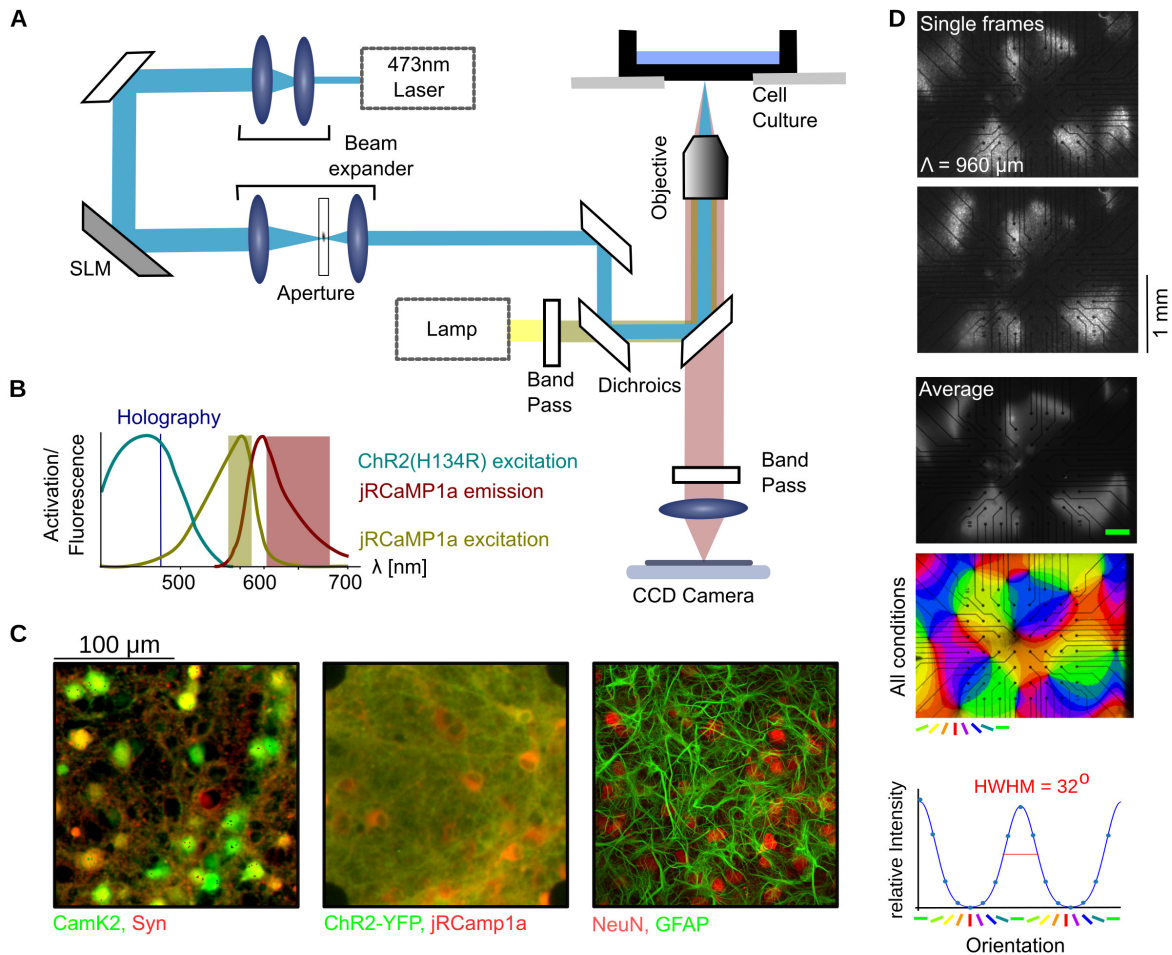 A
473nm
Laser
Beam
expander
SLM
Aperture
Lamp
Band
Pass
Dichroics
Objective
Cell
Culture
Band
Pass
CCD Camera
B
Holography
Activation/
Fluorescence
500
600
700
λ [nm]
ChR2(H134R) excitation
jRCaMP1a emission
jRCaMP1a excitation
C
100 µm
CamK2, Syn
ChR2-YFP, jRCamp1a
NeuN, GFAP
D
Single frames
Λ = 960 µm
1 mm
Average
All conditions
HWHM = 32°
relative Intensity
Orientation